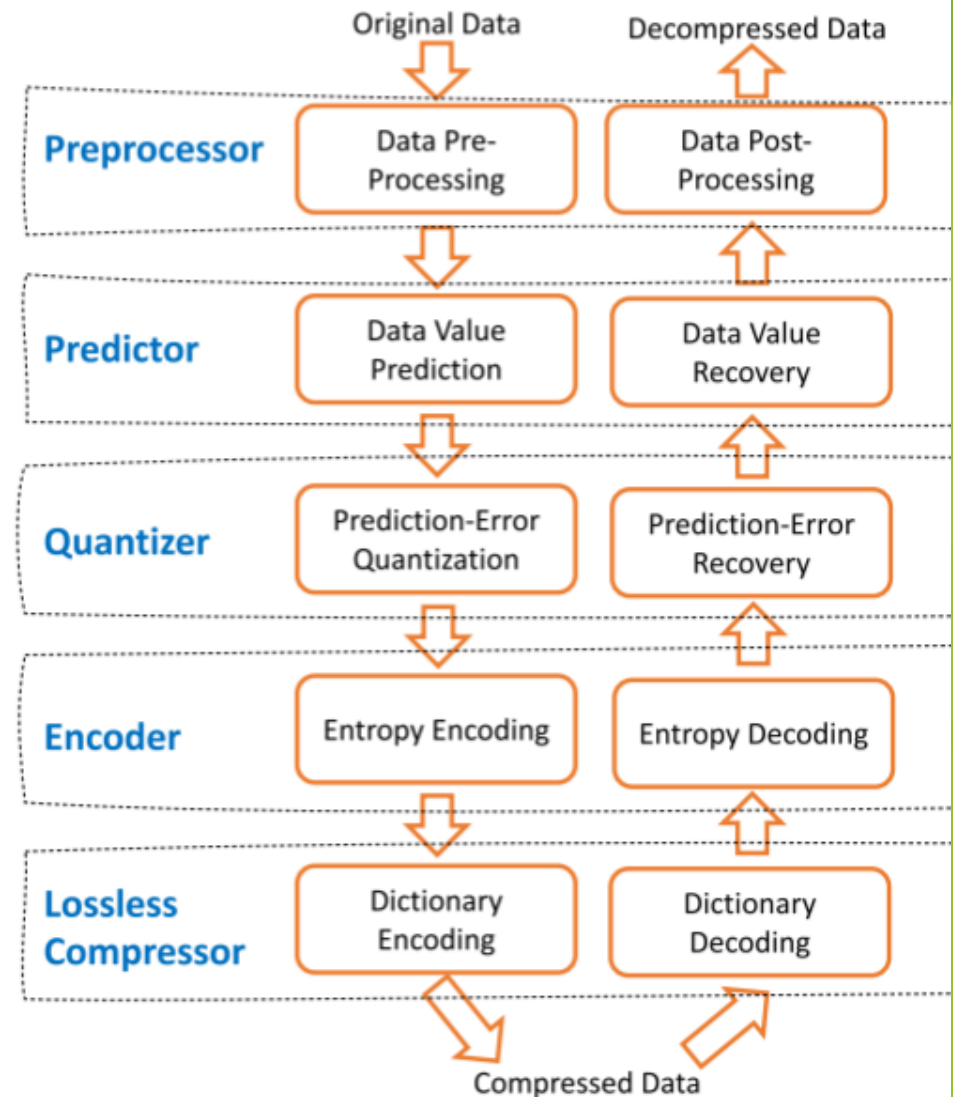 Original Data
Decompressed Data
Preprocessor
Data Pre-
Processing
Data Post-
Processing
Predictor
Data Value
Prediction
Data Value
Recovery
Quantizer
Prediction-Error
Quantization
Prediction-Error
Recovery
Encoder
Entropy Encoding
Entropy Decoding
Lossless
Compressor
Dictionary
Encoding
Dictionary
Decoding
Compressed Data